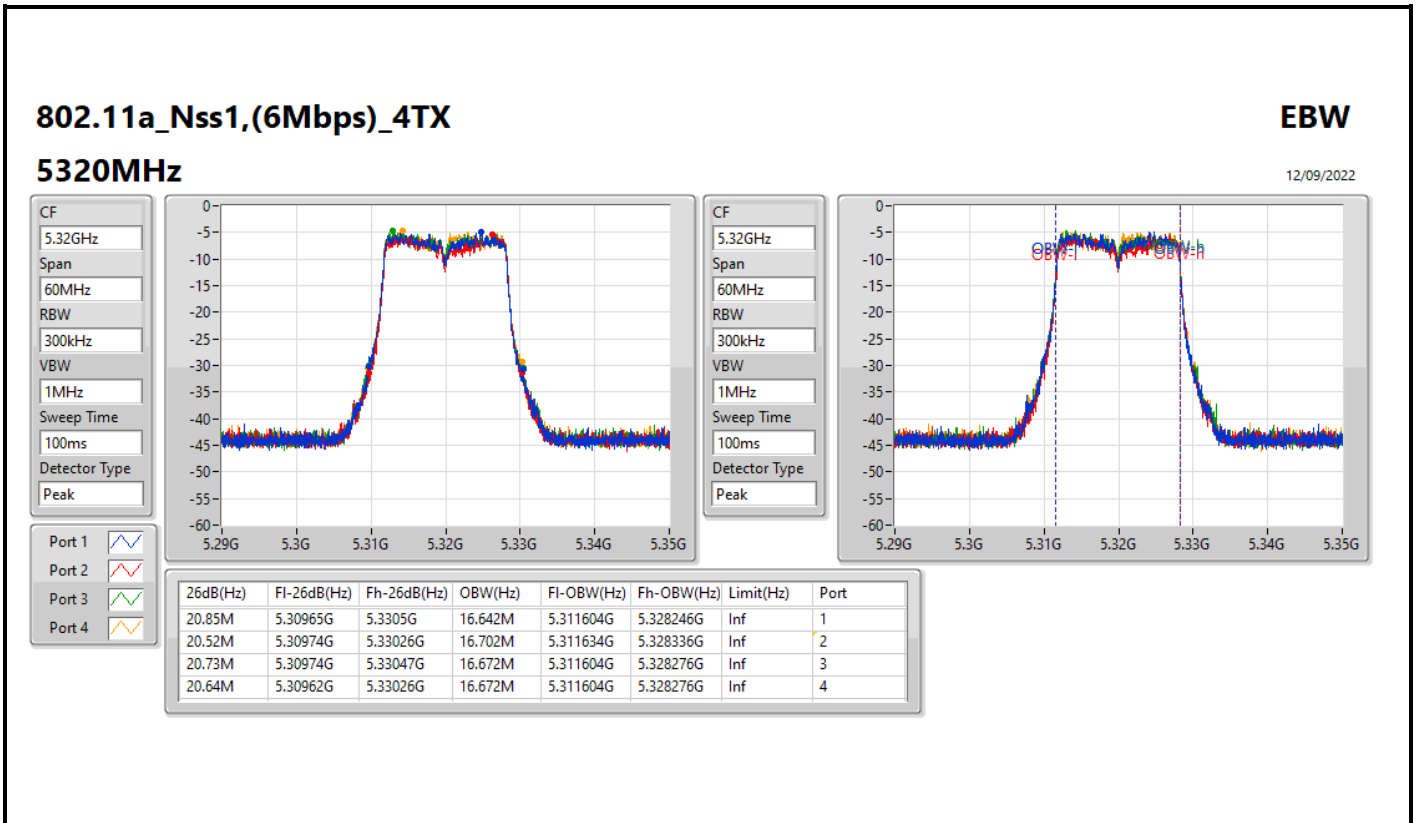 802.11a_Nss1,(6Mbps)_4TX
EBW
5320MHz
12/09/2022
CF
5.32GHz
Span
60MHz
RBW
300kHz
VBW
1MHz
Sweep Time
100ms
Detector Type
Peak
0
-5
-10
-15
-20
-25
-30
-35
-40
-45
-50
-55
-60
5.29G 5.3G 5.31G 5.32G 5.33G 5.34G 5.35G
CF
5.32GHz
Span
60MHz
RBW
300kHz
VBW
1MHz
Sweep Time
100ms
Detector Type
Peak
0
-5
-10
-15
-20
-25
-30
-35
-40
-45
-50
-55
-60
OBW-l OBW-h
OBW-l OBW-h
5.29G 5.3G 5.31G 5.32G 5.33G 5.34G 5.35G
Port 1
Port 2
Port 3
Port 4
26dB(Hz) Fl-26dB(Hz) Fh-26dB(Hz) OBW(Hz) Fl-OBW(Hz) Fh-OBW(Hz) Limit(Hz) Port
20.85M 5.30965G 5.3305G 16.642M 5.311604G 5.328246G Inf 1
20.52M 5.30974G 5.33026G 16.702M 5.311634G 5.328336G Inf 2
20.73M 5.30974G 5.33047G 16.672M 5.311604G 5.328276G Inf 3
20.64M 5.30962G 5.33026G 16.672M 5.311604G 5.328276G Inf 4